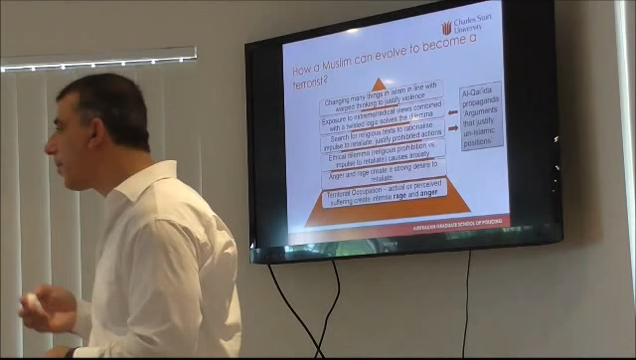 Charles Sturt
University
How a Muslim can evolve to become a
terrorist?
Changing many things in Islam in line with
warped thinking to justify violence
Exposure to extreme/radical views combined
with a twisted logic solves the dilemma
Search for religious texts to rationalise
impulse to retaliate, justify prohibited actions
Ethical dilemma (religious prohibition vs.
impulse to retaliate) causes anxiety
Anger and rage create a strong desire to
retaliate
Territorial Occupation - actual or perceived
suffering create intense rage and anger
Al-Qaida
propaganda
'Arguments
that justify
un-Islamic
positions'
AUSTRALIAN GRADUATE SCHOOL OF POLICING